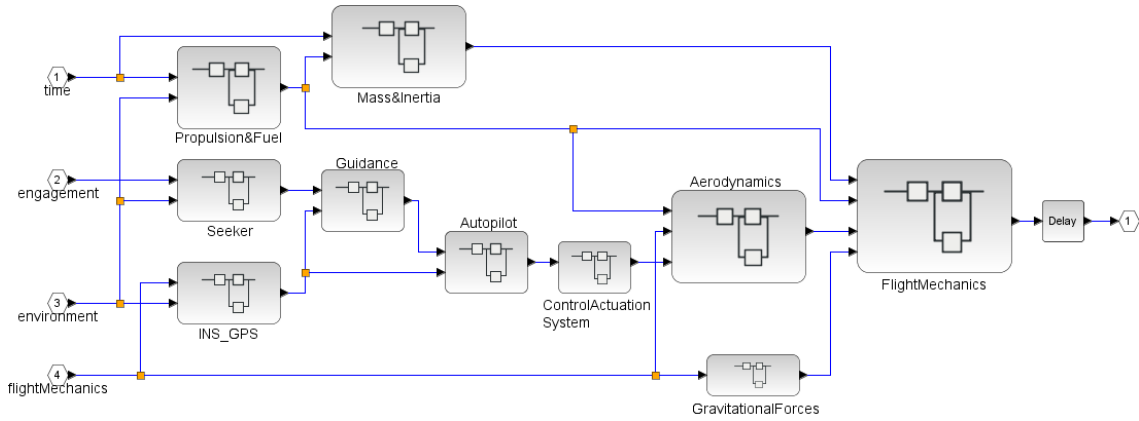 1
time
Propulsion&Fuel
Mass&Inertia
2
engagement
Seeker
Guidance
Autopilot
ControlActuation
System
Aerodynamics
FlightMechanics
Delay
1
3
environment
INS_GPS
4
flightMechanics
GravitationalForces